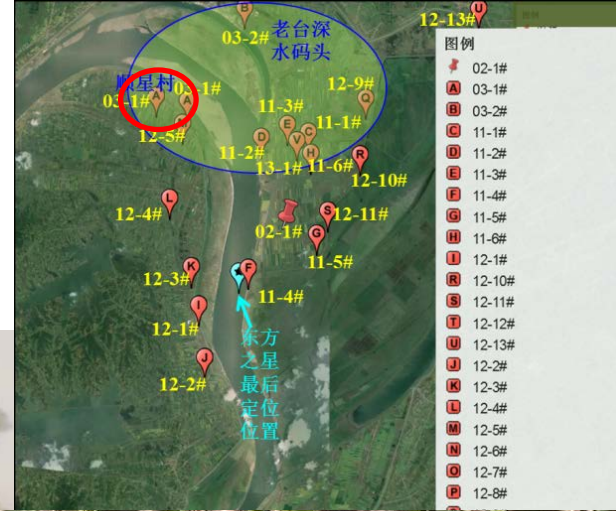 12-13#
03-2#
老台深
水码头
顺星村
03-1#
03-1#
12-9#
A
A
B
U
Q
12-5#
11-3#
11-1#
E
C
D
V
H
R
11-2#
13-1#
11-6#
12-10#
L
12-4#
S
12-11#
02-1#
G
11-5#
K
12-3#
F
11-4#
I
12-1#
J
12-2#
东方
之星
最后
定位
位置
图例
02-1#
A 03-1#
B 03-2#
C 11-1#
D 11-2#
E 11-3#
F 11-4#
G 11-5#
H 11-6#
I 12-1#
R 12-10#
S 12-11#
T 12-12#
U 12-13#
J 12-2#
K 12-3#
L 12-4#
M 12-5#
N 12-6#
O 12-7#
P 12-8#